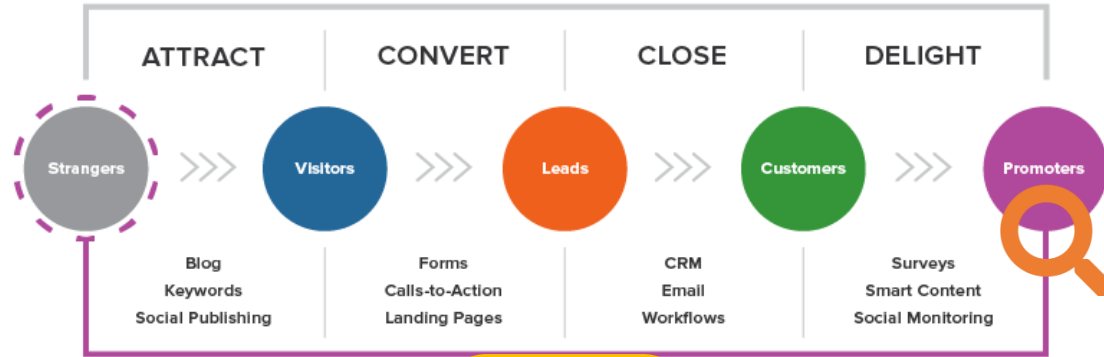 ATTRACT
CONVERT
CLOSE
DELIGHT
Strangers
Visitors
Leads
Customers
Promoters
Blog
Keywords
Social Publishing
Forms
Calls-to-Action
Landing Pages
CRM
Email
Workflows
Surveys
Smart Content
Social Monitoring